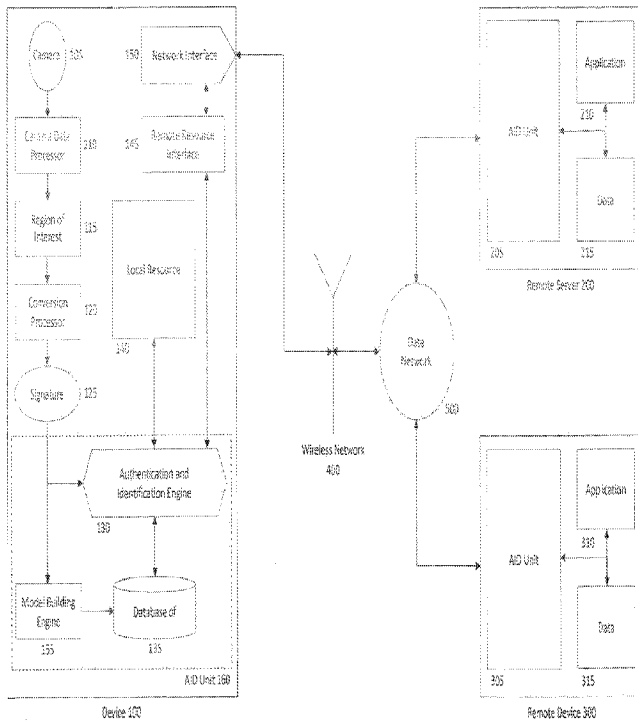 Camera
105
Camera Data
Processor
110
Region of
Interest
115
Conversion
Processor
120
Signature
125
150
Network Interface
145
Remote Resource
Interface
Local Resource
140
Authentication and
Identification Engine
130
Model Building
Engine
155
Database of
135
AID Unit 160
Device 100
Wireless Network
400
Data
Network
500
AID Unit
205
Application
210
Data
215
Remote Server 200
AID Unit
305
Application
310
Data
315
Remote Device 300